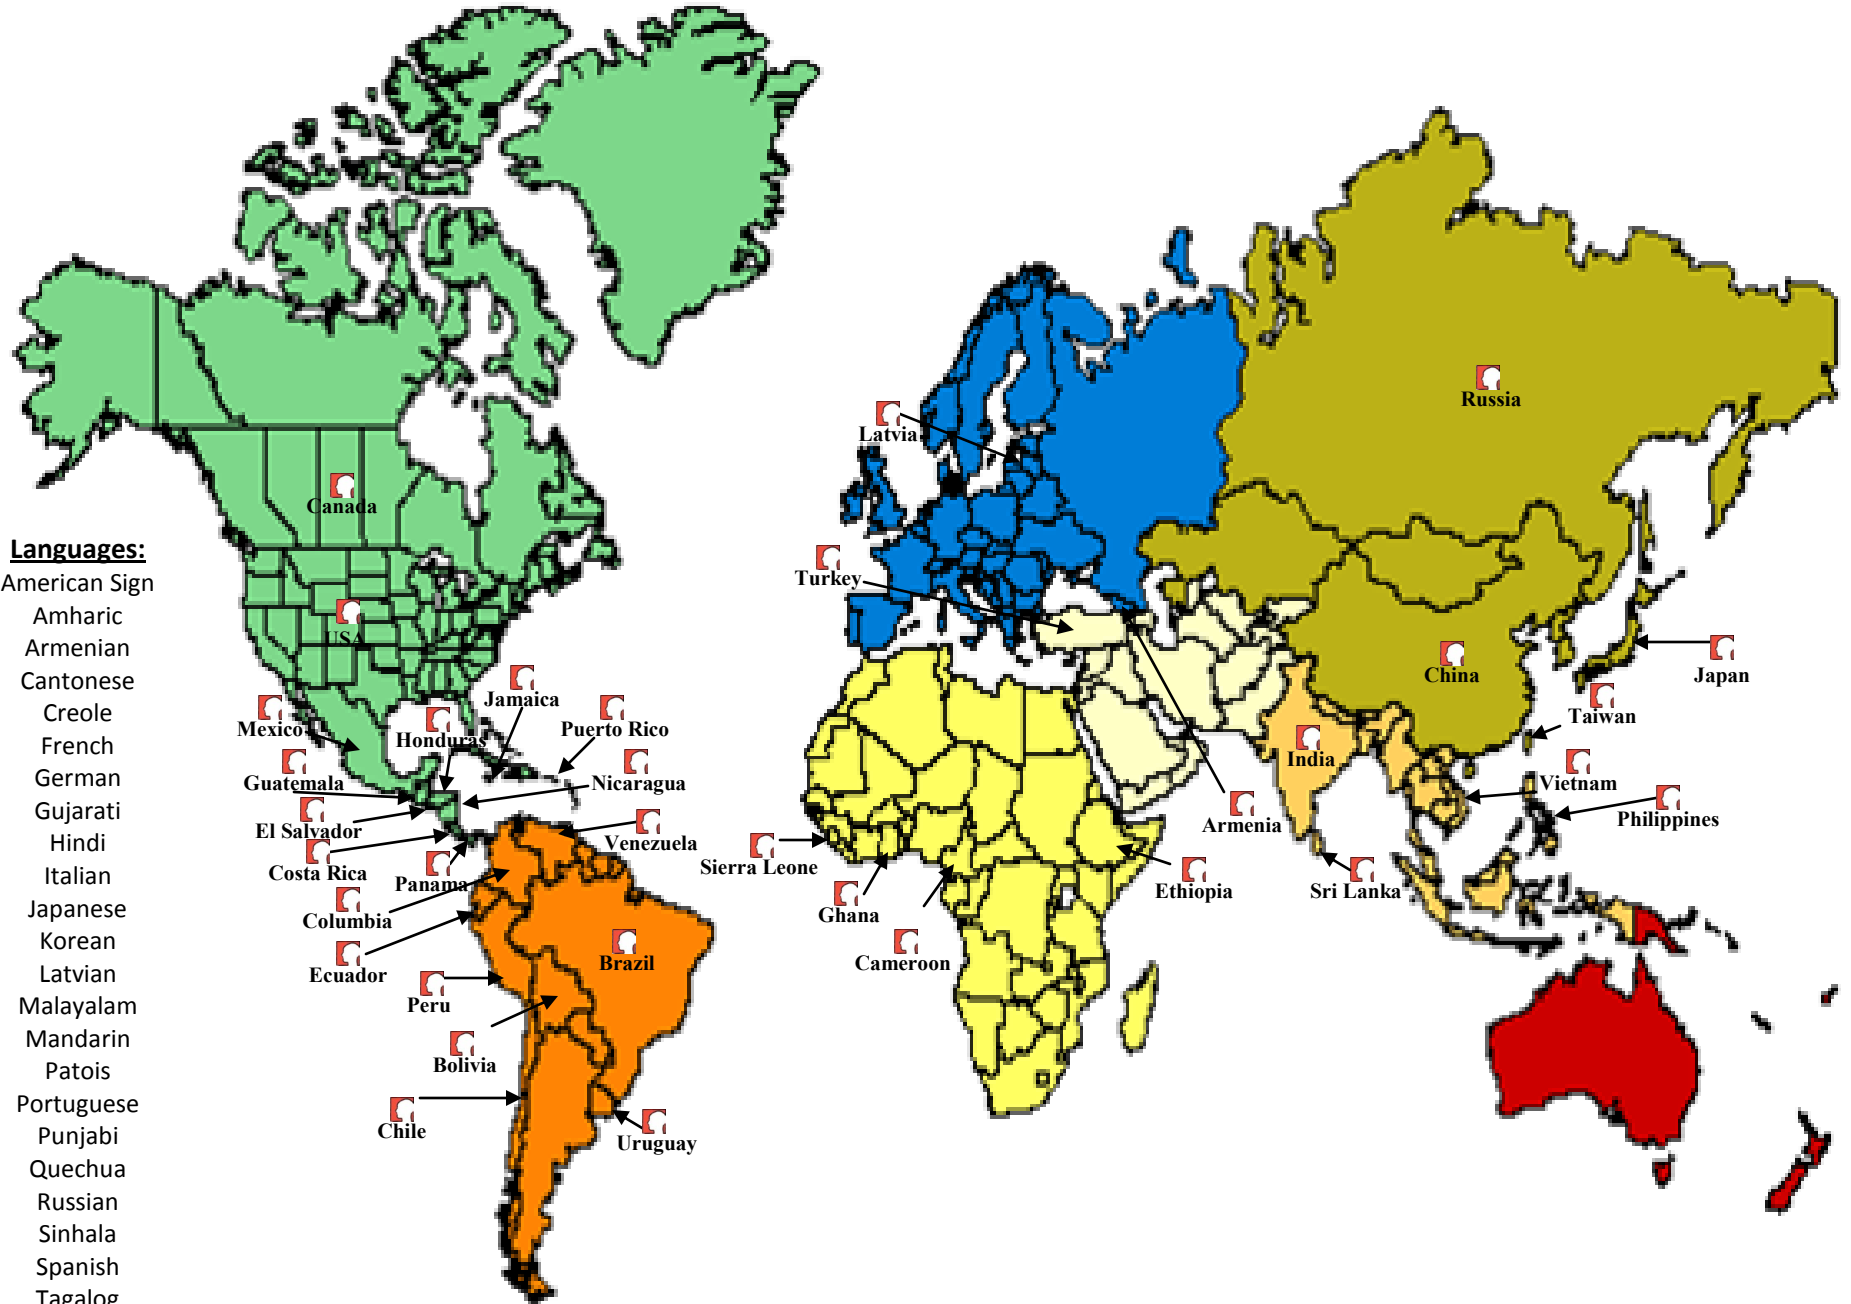 Russia
Latvia
Canada
Languages:
American Sign
Amharic
Armenian
Cantonese
Creole
French
German
Gujarati
Hindi
Italian
Japanese
Korean
Latvian
Malayalam
Mandarin
Patois
Portuguese
Punjabi
Quechua
Russian
Sinhala
Spanish
Tagalog
Turkey
USA
China
Japan
Jamaica
Taiwan
Mexico
Honduras
Puerto Rico
India
Guatemala
Nicaragua
Vietnam
El Salvador
Armenia
Philippines
Venezuela
Costa Rica
Panama
Sierra Leone
Ethiopia
Sri Lanka
Columbia
Ghana
Ecuador
Brazil
Cameroon
Peru
Bolivia
Chile
Uruguay